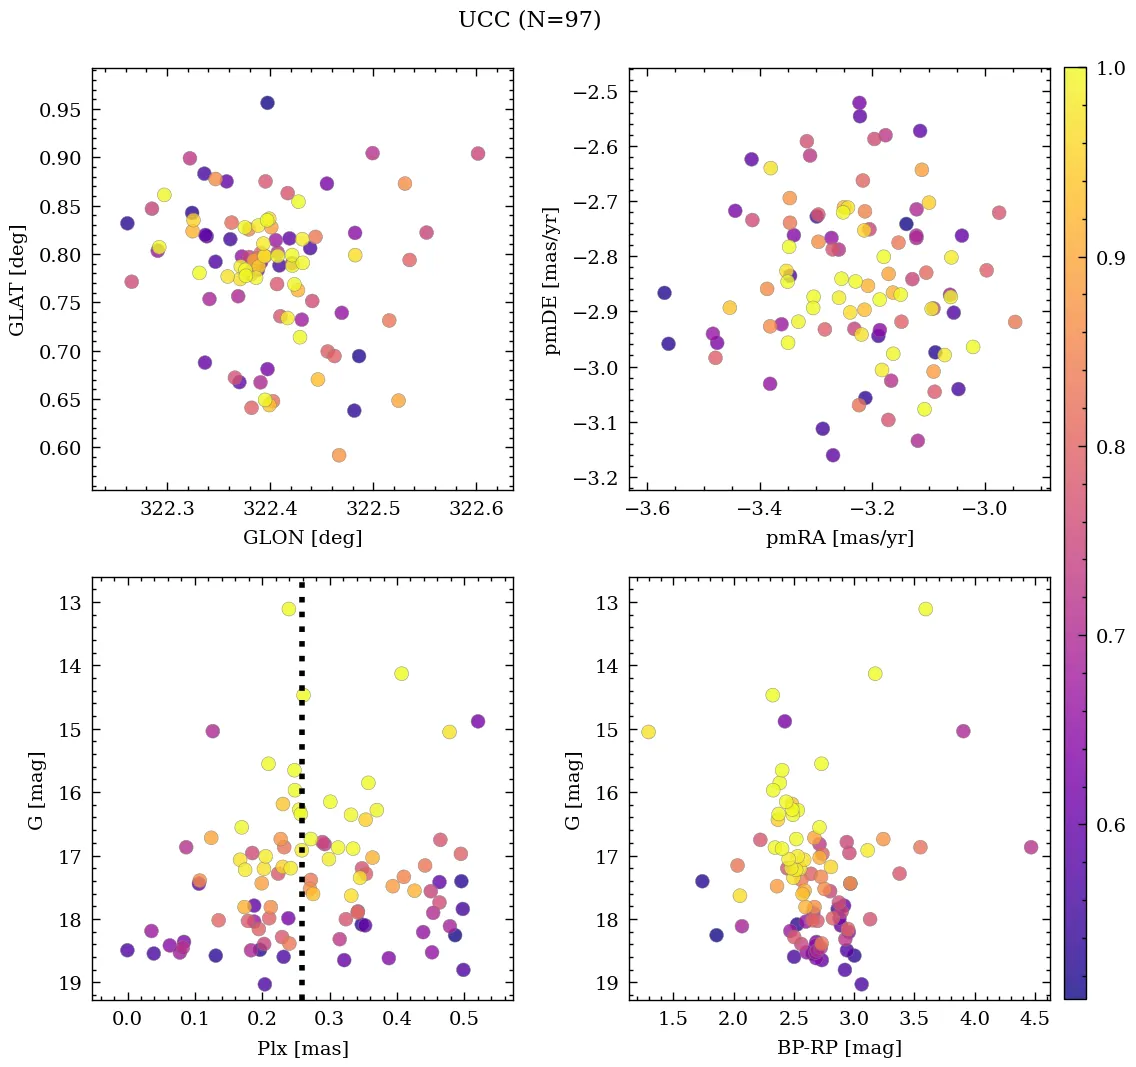 UCC (N=97)
0.95
0.90
0.85
0.80
0.75
0.70
0.65
0.60
GLAT [deg]
322.3 322.4 322.5 322.6
GLON [deg]
−2.5
−2.6
−2.7
−2.8
−2.9
−3.0
−3.1
−3.2
pmDE [mas/yr]
−3.6 −3.4 −3.2 −3.0
pmRA [mas/yr]
1.0
0.9
0.8
0.7
0.6
13
14
15
16
17
18
19
G [mag]
0.0 0.1 0.2 0.3 0.4 0.5
Plx [mas]
13
14
15
16
17
18
19
G [mag]
1.5 2.0 2.5 3.0 3.5 4.0 4.5
BP-RP [mag]